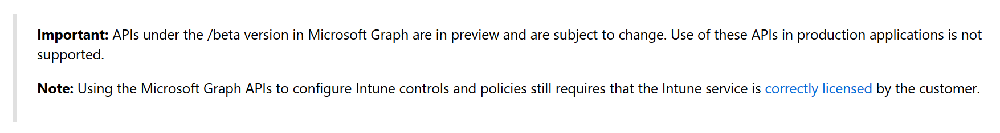 Important: APIs under the /beta version in Microsoft Graph are in preview and are subject to change. Use of these APIs in production applications is not
supported.
Note: Using the Microsoft Graph APIs to configure Intune controls and policies still requires that the Intune service is correctly licensed by the customer.